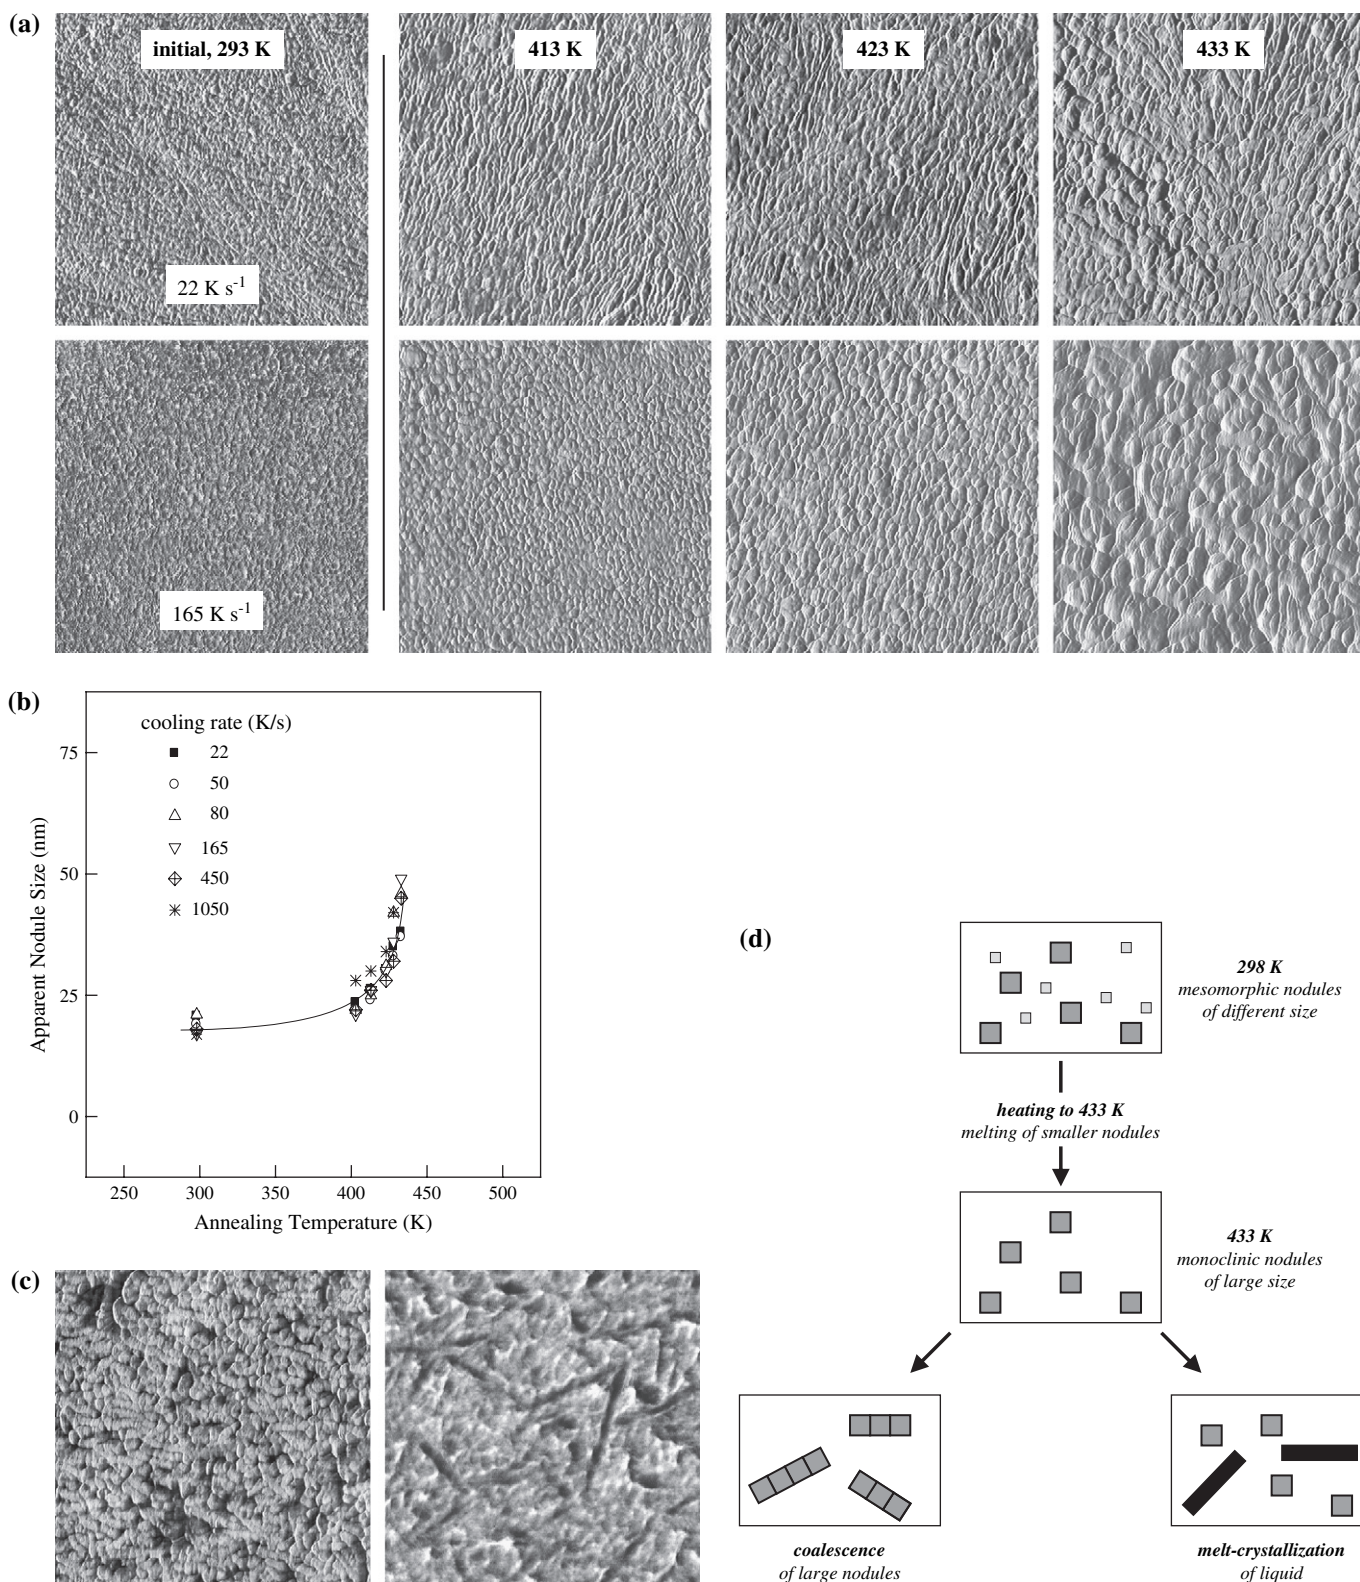 (a)
initial, 293 K
413 K
423 K
433 K
22 K s⁻¹
165 K s⁻¹
(b)
cooling rate (K/s)
22
50
80
165
450
1050
75
50
25
0
Apparent Nodule Size (nm)
250
300
350
400
450
500
Annealing Temperature (K)
(c)
(d)
298 K
mesomorphic nodules
of different size
heating to 433 K
melting of smaller nodules
433 K
monoclinic nodules
of large size
coalescence
of large nodules
melt-crystallization
of liquid